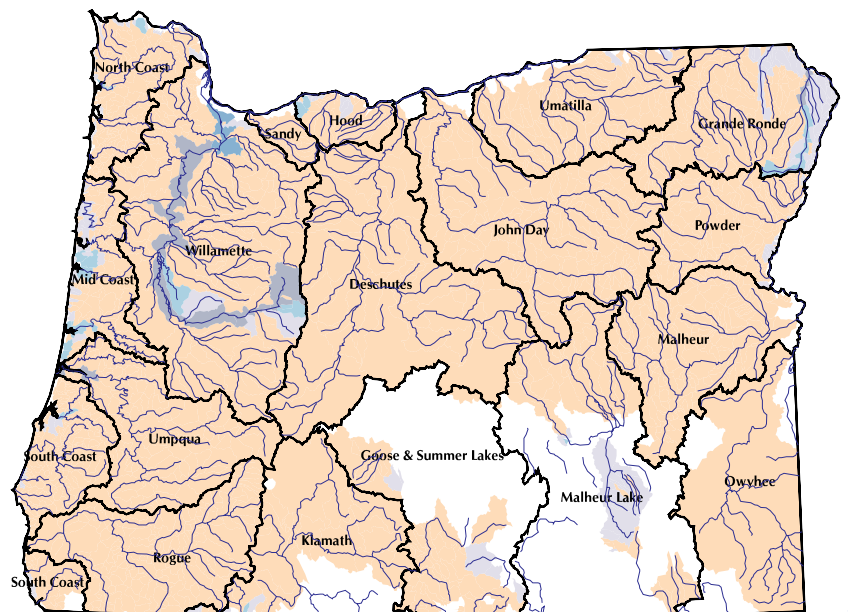 North Coast
Umatilla
Hood
Sandy
Grande Ronde
Powder
John Day
Willamette
Mid Coast
Deschutes
Malheur
Umpqua
South Coast
Goose & Summer Lakes
Owyhee
Malheur Lake
Klamath
Rogue
South Coast